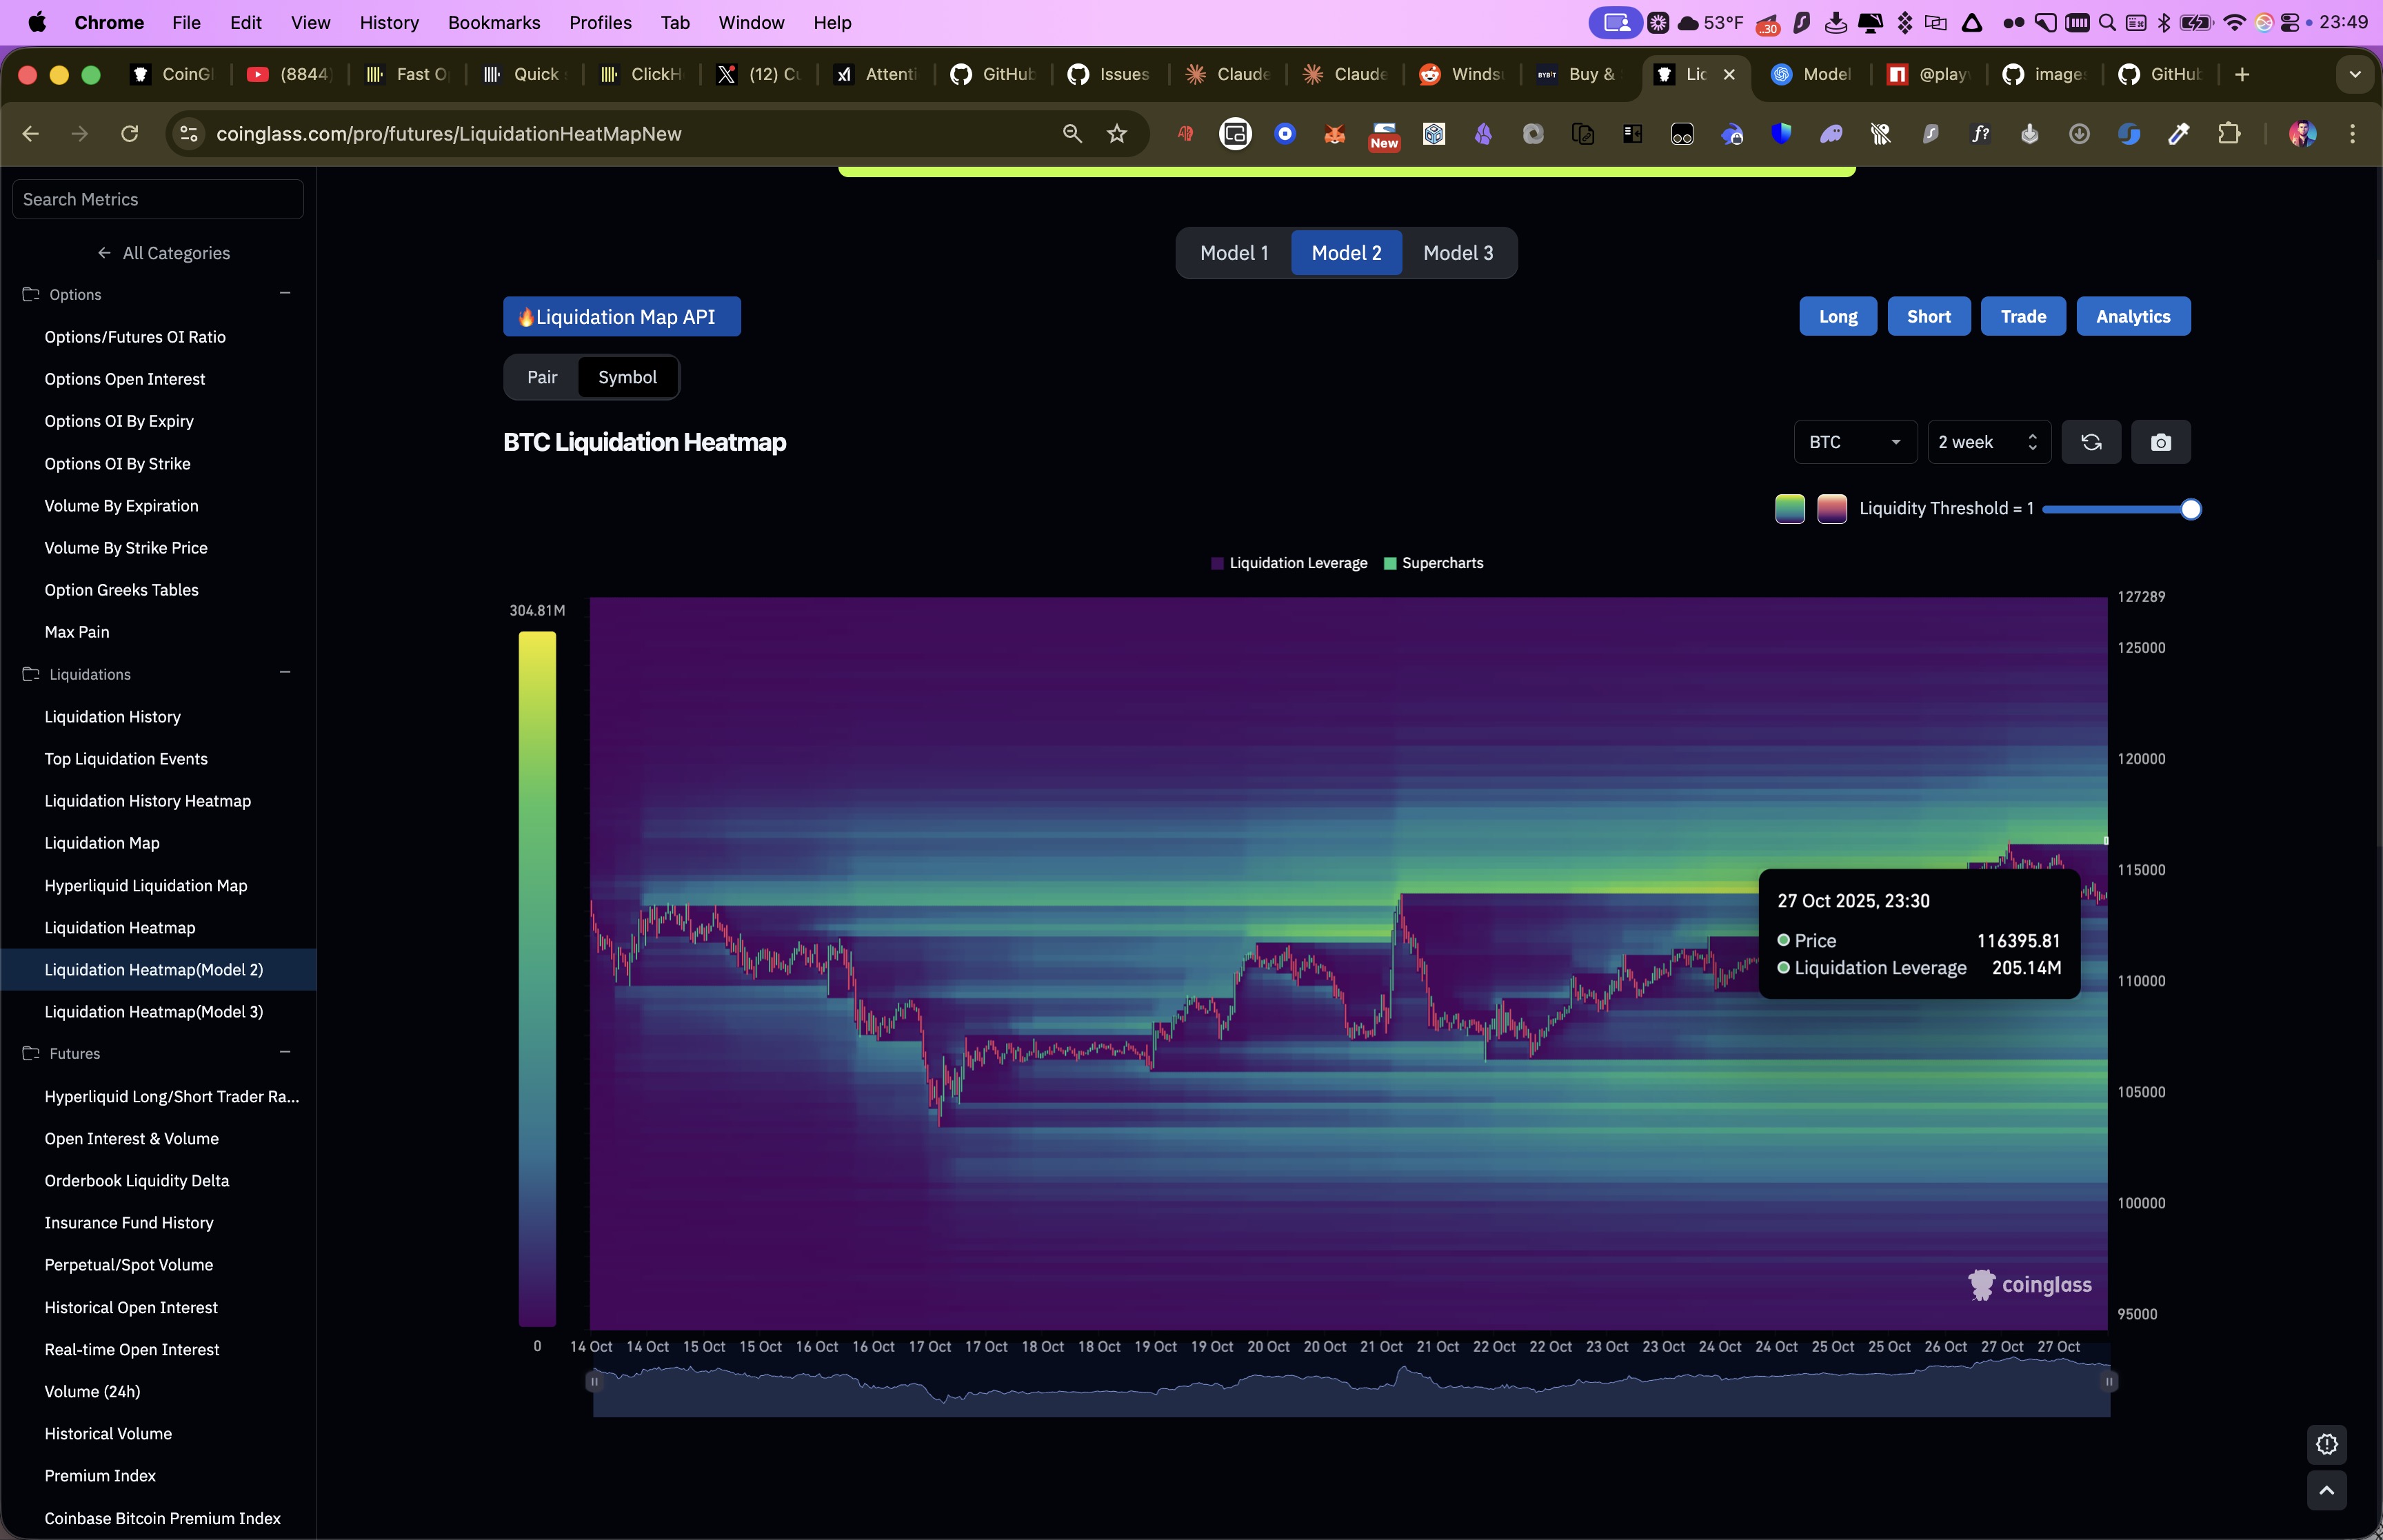 Chrome File Edit View History Bookmarks Profiles Tab Window Help
..30 53°F 23:49
CoinGl (8844) Fast O Quick ClickH (12) Cu Attenti GitHub Issues Claude Claude Winds BYBIT Buy & Lic Model @play images GitHub
coinglass.com/pro/futures/LiquidationHeatMapNew
New
f?
Search Metrics
All Categories
Options
Options/Futures OI Ratio
Options Open Interest
Options OI By Expiry
Options OI By Strike
Volume By Expiration
Volume By Strike Price
Option Greeks Tables
Max Pain
Liquidations
Liquidation History
Top Liquidation Events
Liquidation History Heatmap
Liquidation Map
Hyperliquid Liquidation Map
Liquidation Heatmap
Liquidation Heatmap(Model 2)
Liquidation Heatmap(Model 3)
Futures
Hyperliquid Long/Short Trader Ra...
Open Interest & Volume
Orderbook Liquidity Delta
Insurance Fund History
Perpetual/Spot Volume
Historical Open Interest
Real-time Open Interest
Volume (24h)
Historical Volume
Premium Index
Coinbase Bitcoin Premium Index
Model 1 Model 2 Model 3
🔥Liquidation Map API
Long Short Trade Analytics
Pair Symbol
BTC Liquidation Heatmap
BTC 2 week
Liquidity Threshold = 1
Liquidation Leverage Supercharts
304.81M
0
127289
125000
120000
115000
110000
105000
100000
95000
27 Oct 2025, 23:30
Price 116395.81
Liquidation Leverage 205.14M
coinglass
14 Oct 14 Oct 15 Oct 15 Oct 16 Oct 16 Oct 17 Oct 17 Oct 18 Oct 18 Oct 19 Oct 19 Oct 20 Oct 20 Oct 21 Oct 21 Oct 22 Oct 22 Oct 23 Oct 23 Oct 24 Oct 24 Oct 25 Oct 25 Oct 26 Oct 27 Oct 27 Oct